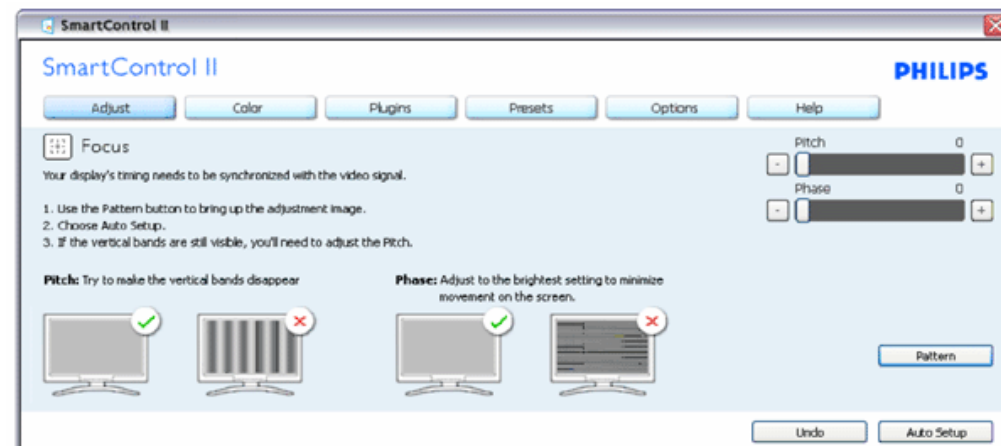 SmartControl II
SmartControl II
PHILIPS
Adjust Color Plugins Presets Options Help
Focus
Your display's timing needs to be synchronized with the video signal.
1. Use the Pattern button to bring up the adjustment image.
2. Choose Auto Setup.
3. If the vertical bands are still visible, you'll need to adjust the Pitch.
Pitch 0
- +
Phase 0
- +
Pitch: Try to make the vertical bands disappear
Phase: Adjust to the brightest setting to minimize
movement on the screen.
Pattern
Undo Auto Setup